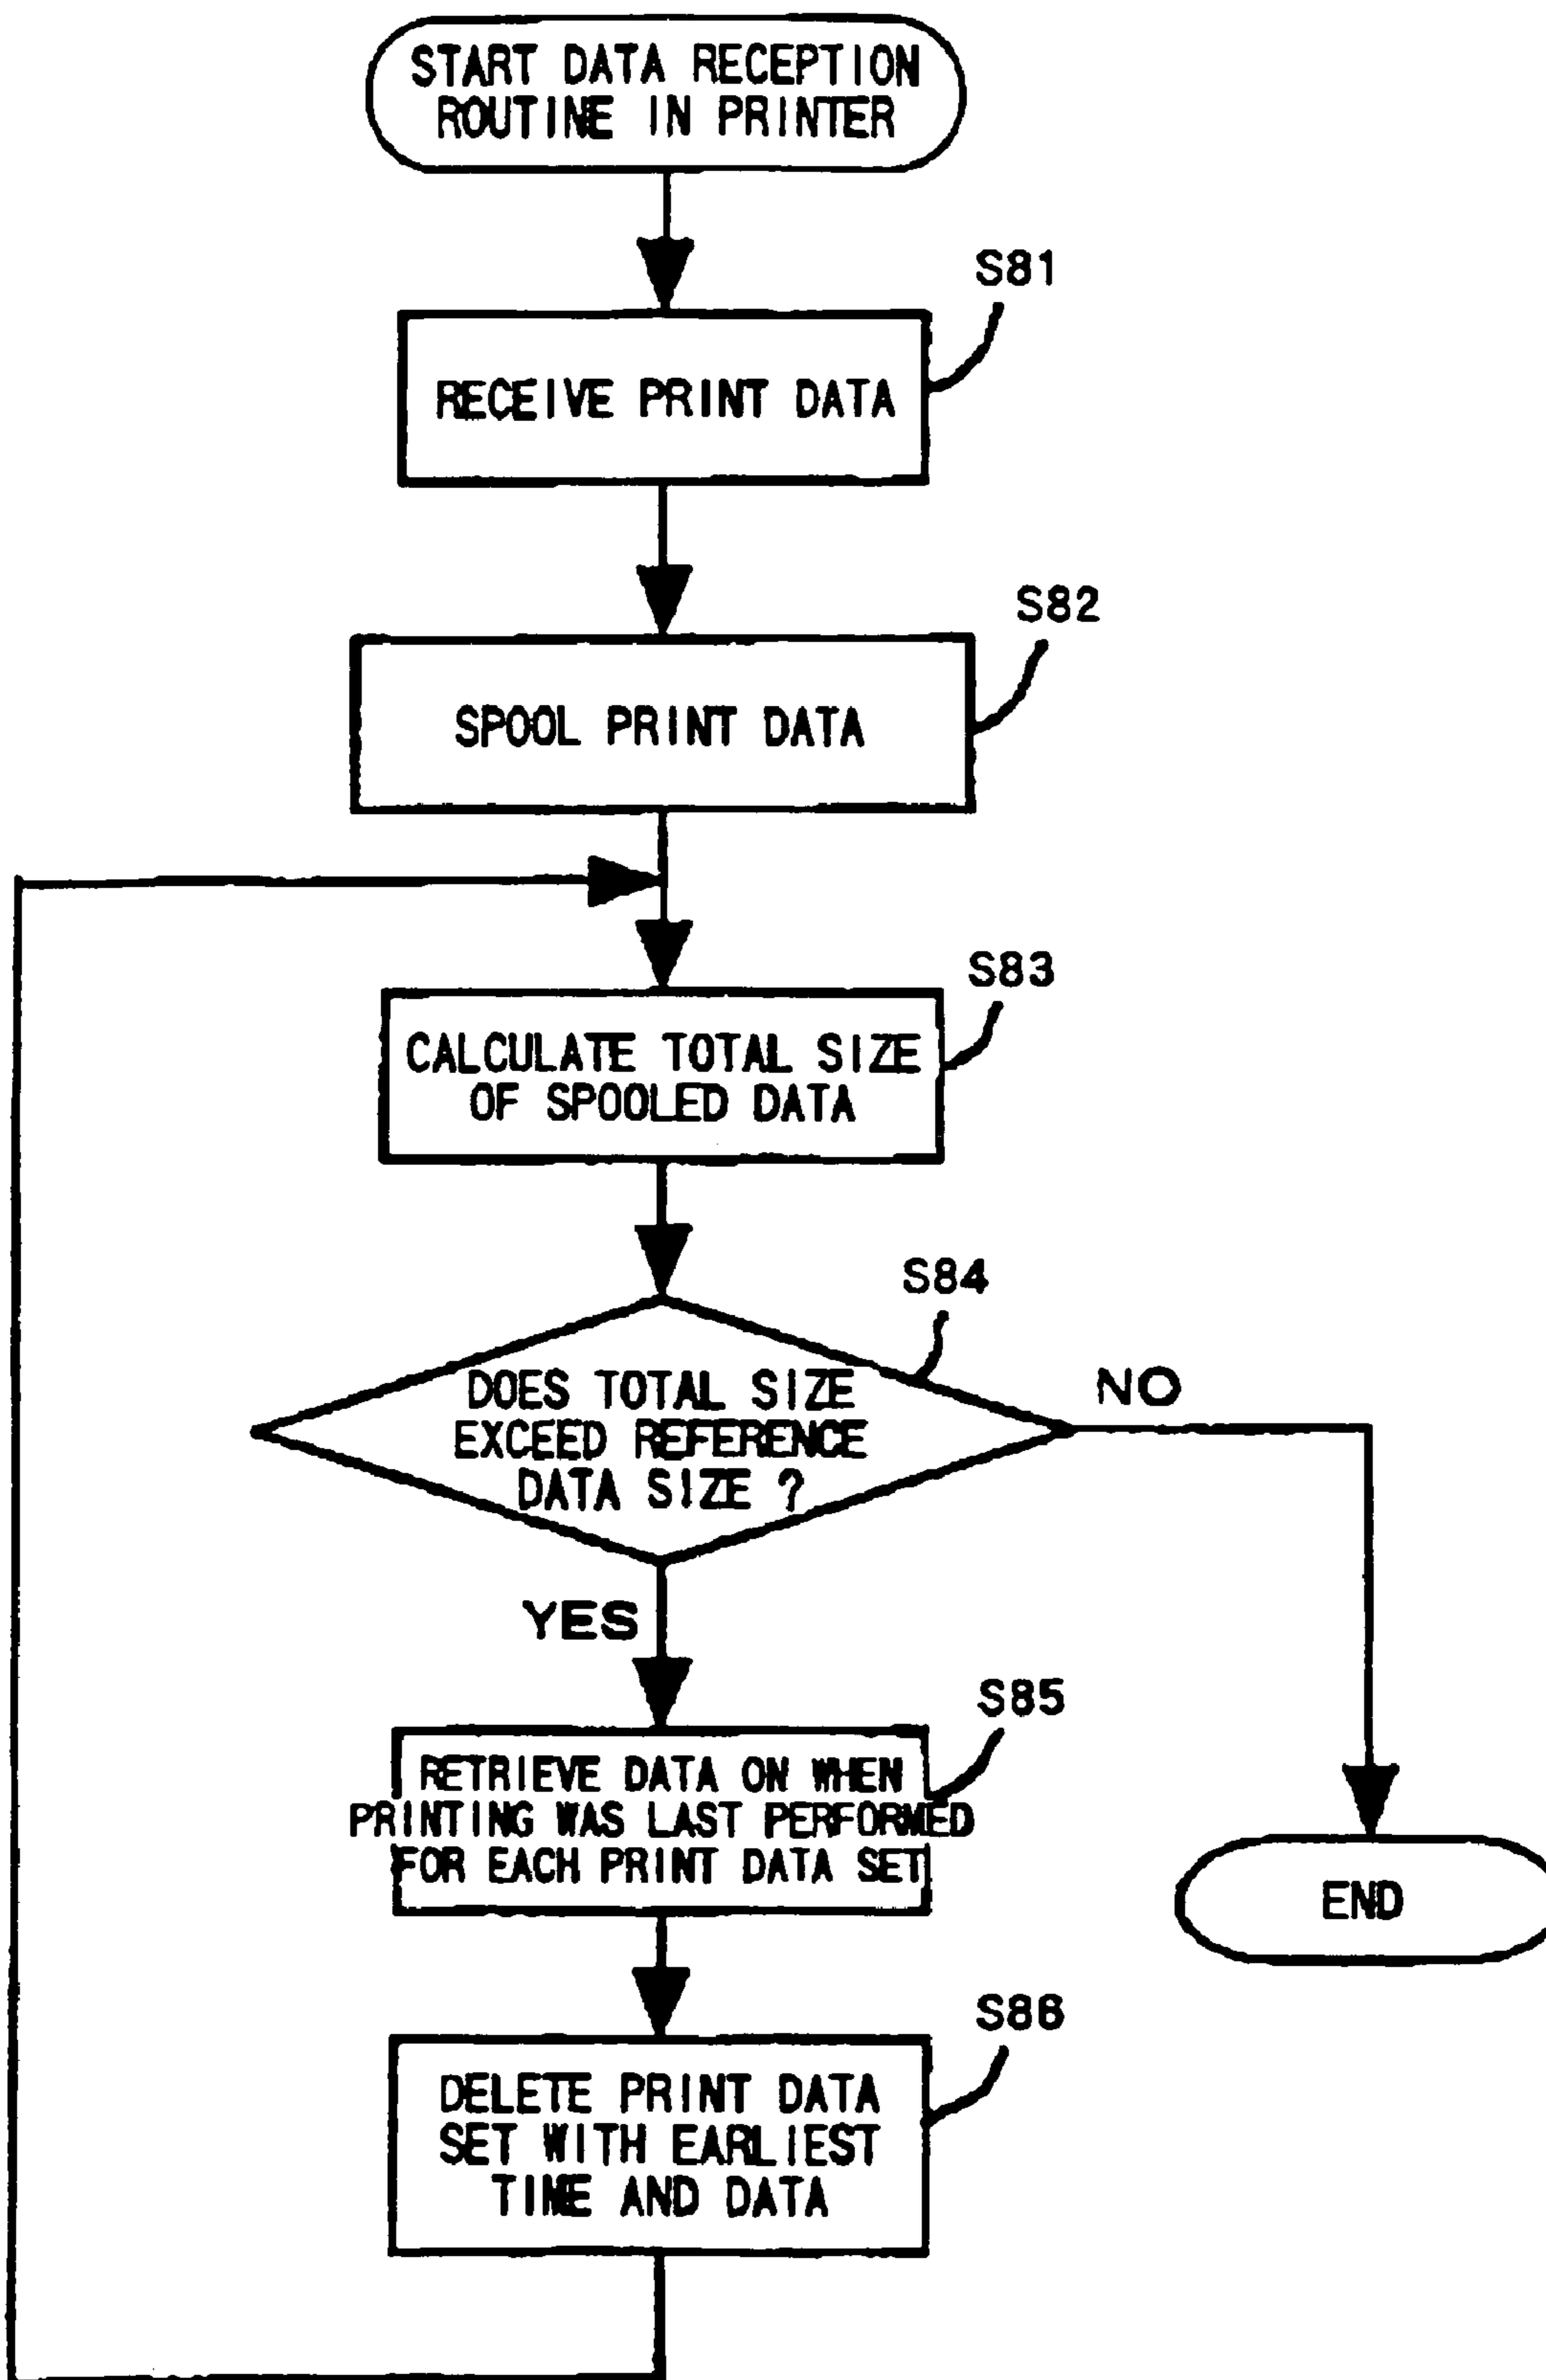 START DATA RECEPTION
ROUTINE IN PRINTER
S81
RECEIVE PRINT DATA
S82
SPOOL PRINT DATA
S83
CALCULATE TOTAL SIZE
OF SPOOLED DATA
S84
DOES TOTAL SIZE
EXCEED REFERENCE
DATA SIZE ?
NO
YES
S85
RETRIEVE DATA ON WHEN
PRINTING WAS LAST PERFORMED
FOR EACH PRINT DATA SET
END
S86
DELETE PRINT DATA
SET WITH EARLIEST
TIME AND DATA